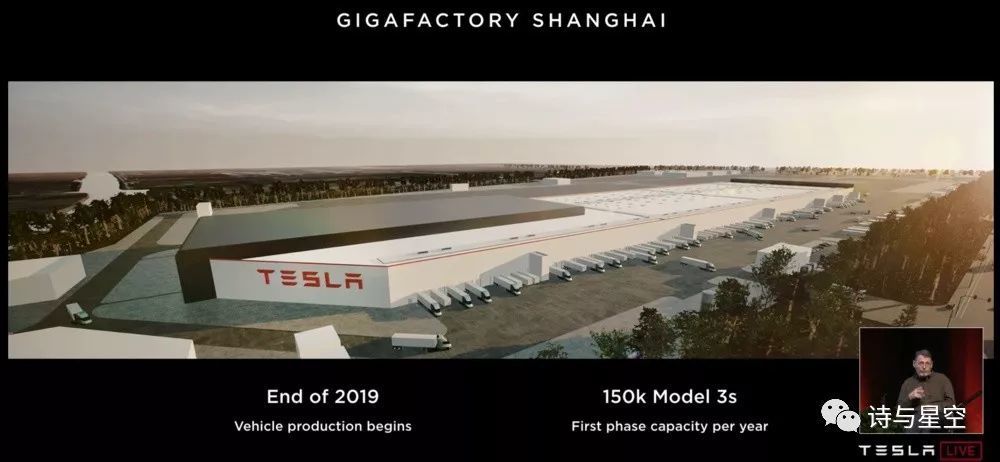 GIGAFACTORY SHANGHAI
TESLA
End of 2019
Vehicle production begins
150k Model 3s
First phase capacity per year
诗与星空
TESLA LIVE